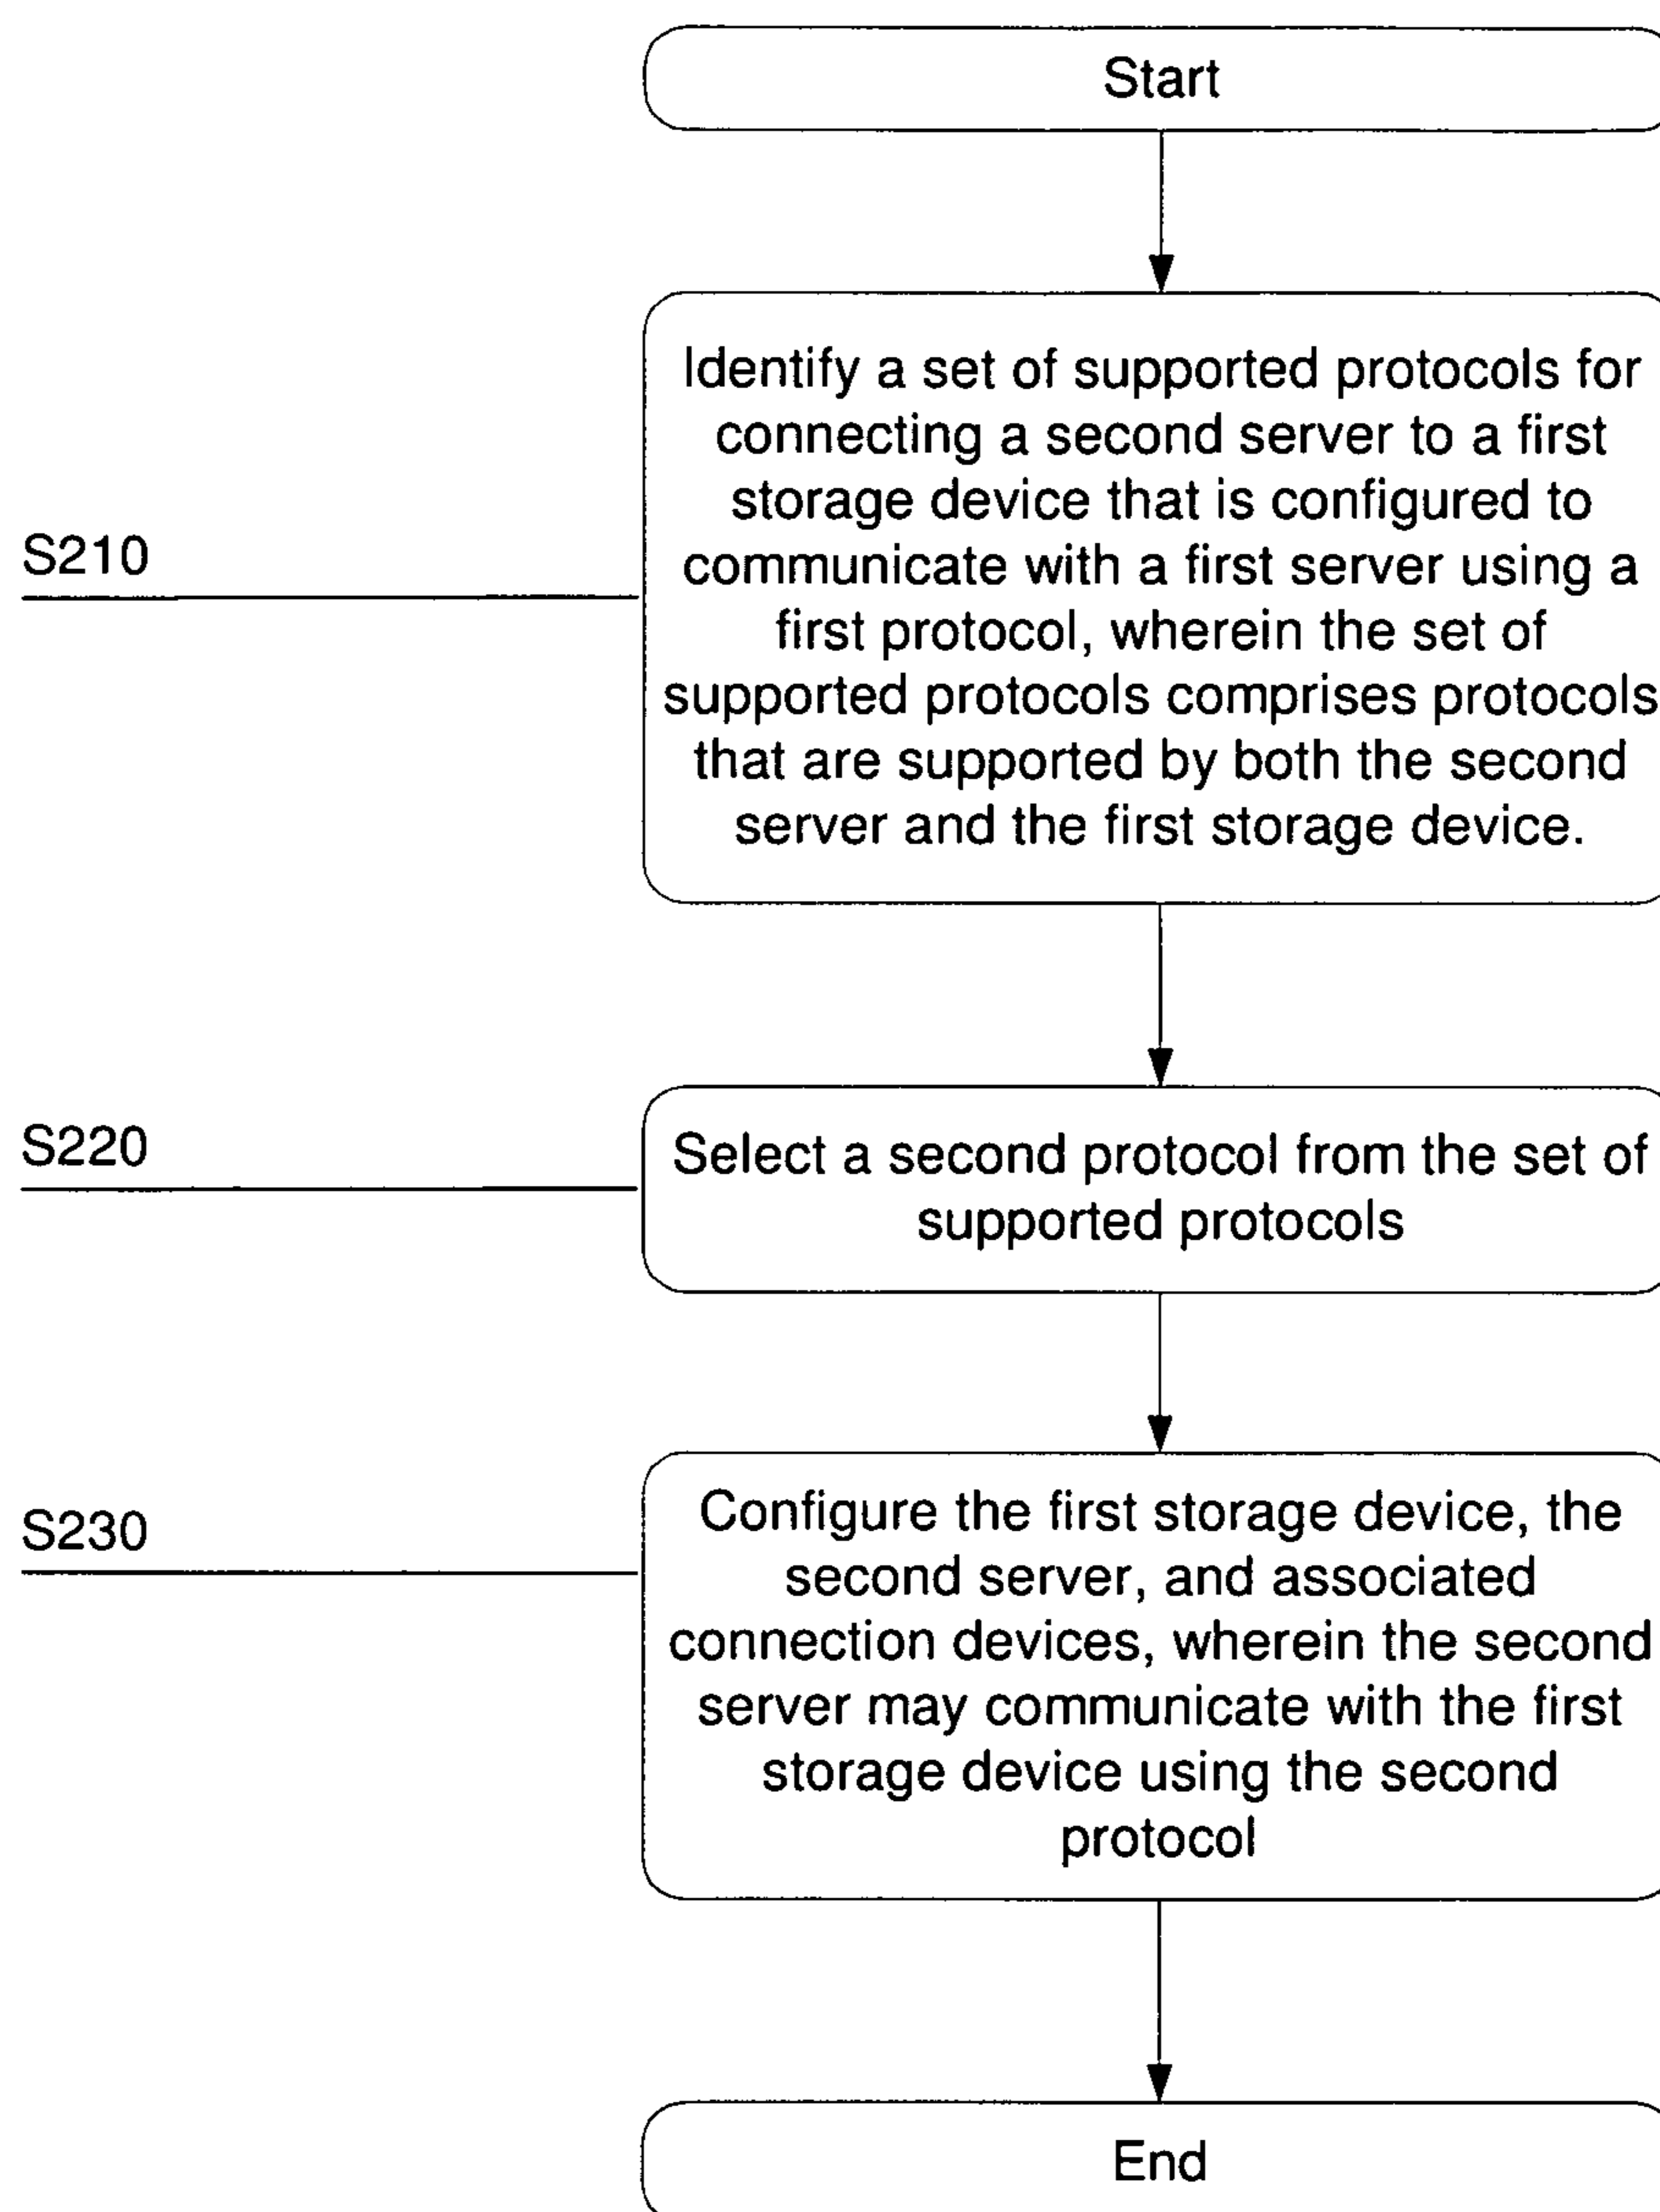 Start
Identify a set of supported protocols for
connecting a second server to a first
storage device that is configured to
communicate with a first server using a
first protocol, wherein the set of
supported protocols comprises protocols
that are supported by both the second
server and the first storage device.
S210
Select a second protocol from the set of
supported protocols
S220
Configure the first storage device, the
second server, and associated
connection devices, wherein the second
server may communicate with the first
storage device using the second
protocol
S230
End